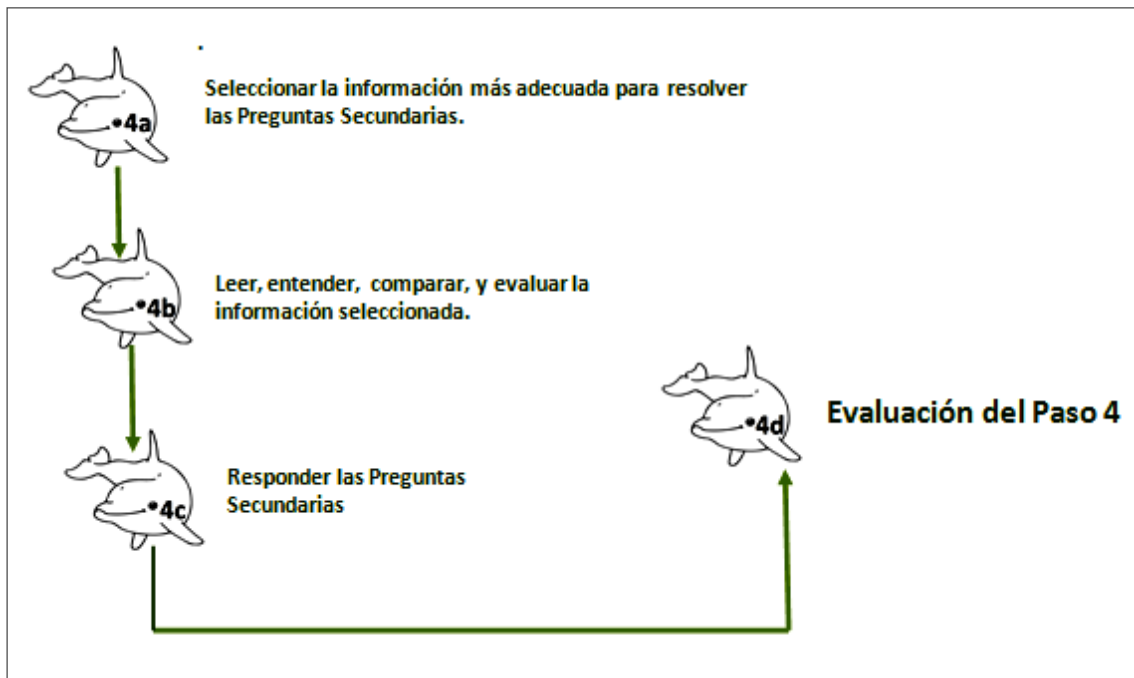 .
Seleccionar la información más adecuada para resolver
las Preguntas Secundarias.
•4a
Leer, entender, comparar, y evaluar la
información seleccionada.
•4b
Responder las Preguntas
Secundarias
•4c
•4d
Evaluación del Paso 4